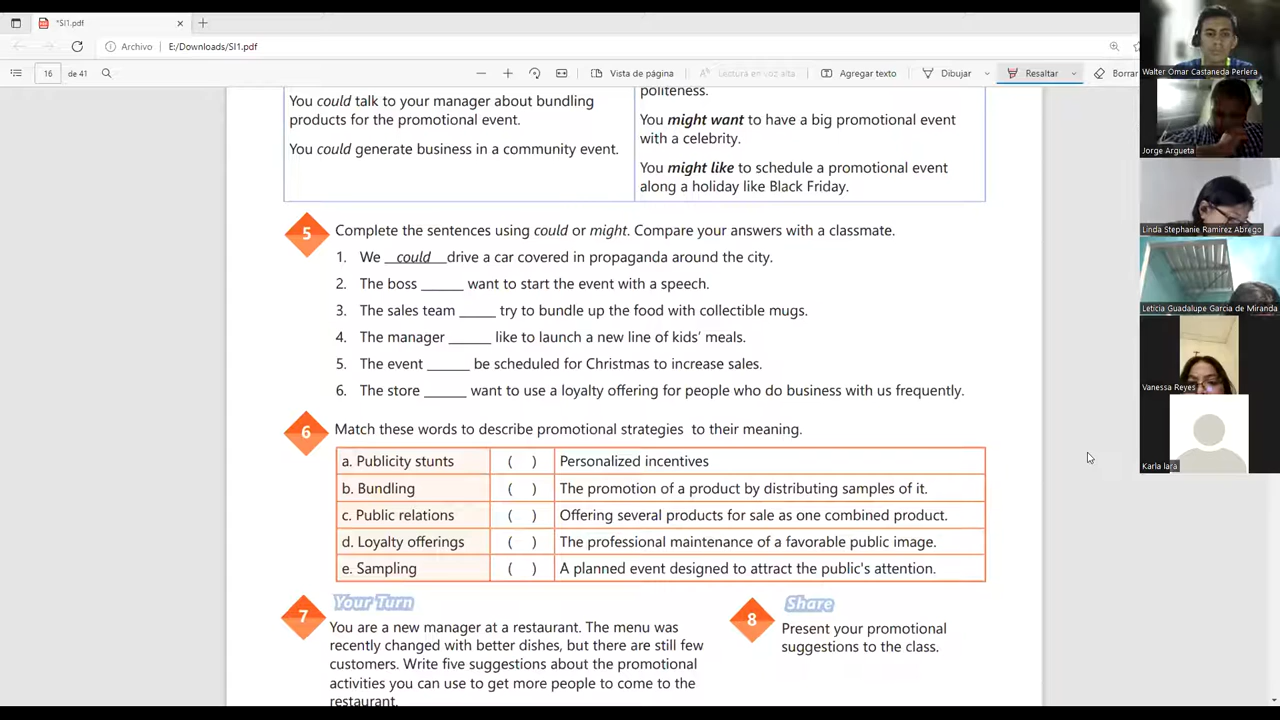 *SI1.pdf
Archivo
E:/Downloads/SI1.pdf
16
de 41
Vista de página
Lectura en voz alta
Agregar texto
Dibujar
Resaltar
Borrar
You could talk to your manager about bundling
products for the promotional event.
You could generate business in a community event.
politeness.
You might want to have a big promotional event
with a celebrity.
You might like to schedule a promotional event
along a holiday like Black Friday.
5 Complete the sentences using could or might. Compare your answers with a classmate.
1. We __could__drive a car covered in propaganda around the city.
2. The boss ______ want to start the event with a speech.
3. The sales team _____ try to bundle up the food with collectible mugs.
4. The manager ______ like to launch a new line of kids’ meals.
5. The event ______ be scheduled for Christmas to increase sales.
6. The store ______ want to use a loyalty offering for people who do business with us frequently.
6 Match these words to describe promotional strategies to their meaning.
a. Publicity stunts ( ) Personalized incentives
b. Bundling ( ) The promotion of a product by distributing samples of it.
c. Public relations ( ) Offering several products for sale as one combined product.
d. Loyalty offerings ( ) The professional maintenance of a favorable public image.
e. Sampling ( ) A planned event designed to attract the public's attention.
7 Your Turn
You are a new manager at a restaurant. The menu was
recently changed with better dishes, but there are still few
customers. Write five suggestions about the promotional
activities you can use to get more people to come to the
restaurant.
8 Share
Present your promotional
suggestions to the class.
Walter Omar Castaneda Perlera
Jorge Argueta
Linda Stephanie Ramirez Abrego
Leticia Guadalupe Garcia de Miranda
Vanessa Reyes
Karla lara